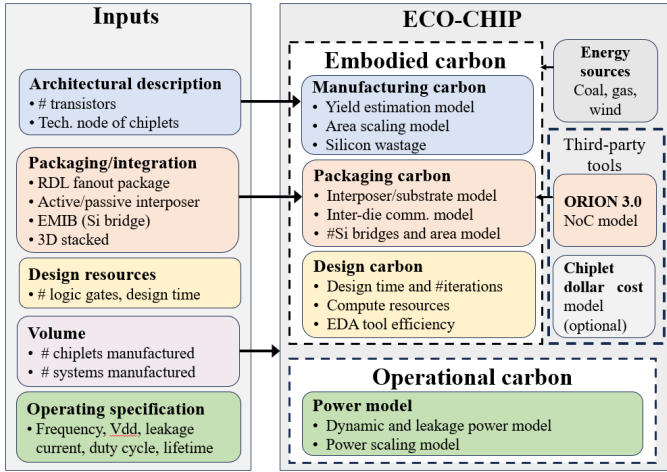 Inputs
Architectural description
• # transistors
• Tech. node of chiplets
Packaging/integration
• RDL fanout package
• Active/passive interposer
• EMIB (Si bridge)
• 3D stacked
Design resources
• # logic gates, design time
Volume
• # chiplets manufactured
• # systems manufactured
Operating specification
• Frequency, Vdd, leakage
current, duty cycle, lifetime
ECO-CHIP
Embodied carbon
Manufacturing carbon
• Yield estimation model
• Area scaling model
• Silicon wastage
Packaging carbon
• Interposer/substrate model
• Inter-die comm. model
• #Si bridges and area model
Design carbon
• Design time and #iterations
• Compute resources
• EDA tool efficiency
Operational carbon
Power model
• Dynamic and leakage power model
• Power scaling model
Energy
sources
Coal, gas,
wind
Third-party
tools
ORION 3.0
NoC model
Chiplet
dollar cost
model
(optional)